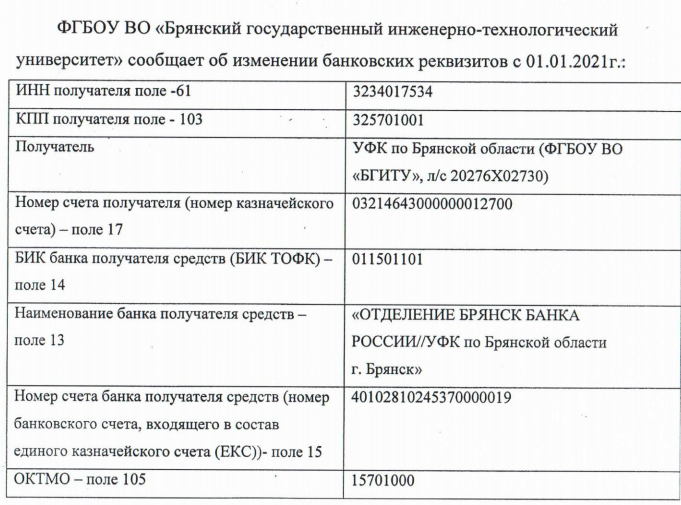 ФГБОУ ВО «Брянский государственный инженерно-технологический
университет» сообщает об изменении банковских реквизитов с 01.01.2021г.:
ИНН получателя поле -61
3234017534
КПП получателя поле - 103
325701001
Получатель
УФК по Брянской области (ФГБОУ ВО
«БГИТУ», л/с 20276X02730)
Номер счета получателя (номер казначейского
счета) – поле 17
03214643000000012700
БИК банка получателя средств (БИК ТОФК) –
поле 14
011501101
Наименование банка получателя средств –
поле 13
«ОТДЕЛЕНИЕ БРЯНСК БАНКА
РОССИИ//УФК по Брянской области
г. Брянск»
Номер счета банка получателя средств (номер
банковского счета, входящего в состав
единого казначейского счета (ЕКС))- поле 15
40102810245370000019
ОКТМО – поле 105
15701000